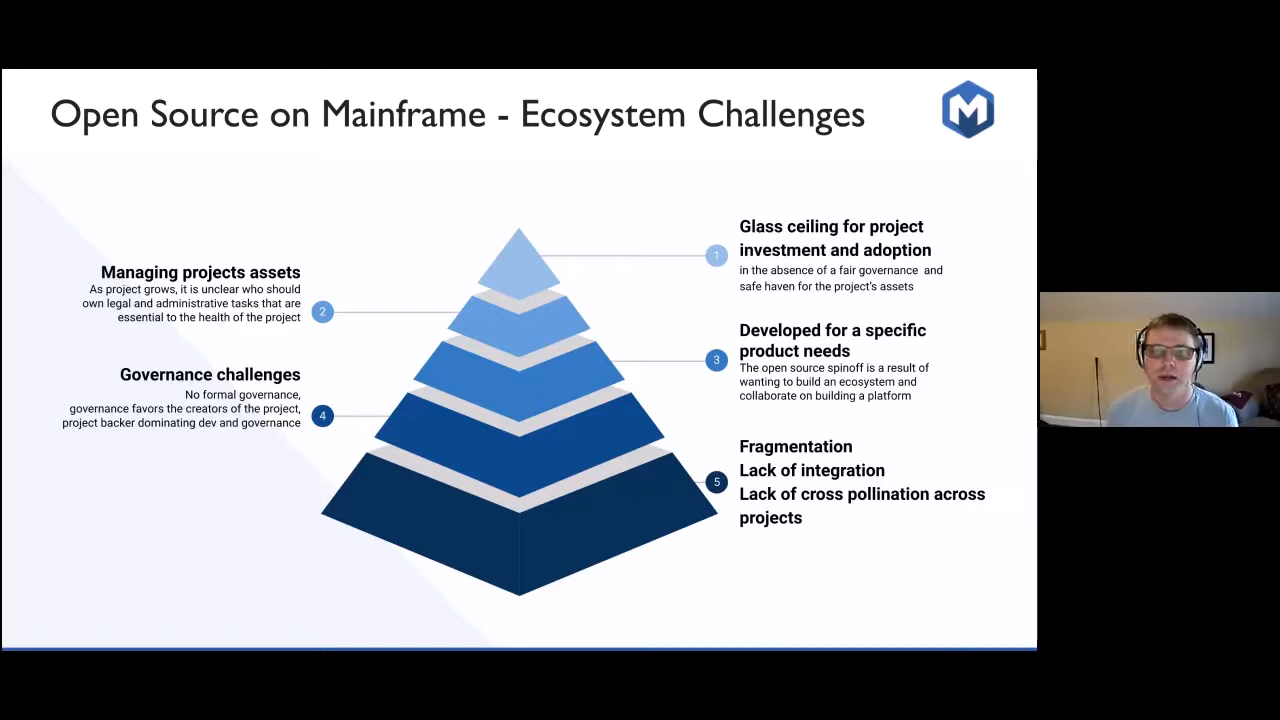 Open Source on Mainframe - Ecosystem Challenges
M
Glass ceiling for project
investment and adoption
in the absence of a fair governance and
safe haven for the project's assets
1
Managing projects assets
As project grows, it is unclear who should
own legal and administrative tasks that are
essential to the health of the project
2
Developed for a specific
product needs
The open source spinoff is a result of
wanting to build an ecosystem and
collaborate on building a platform
3
Governance challenges
No formal governance,
governance favors the creators of the project,
project backer dominating dev and governance
4
Fragmentation
Lack of integration
Lack of cross pollination across
projects
5